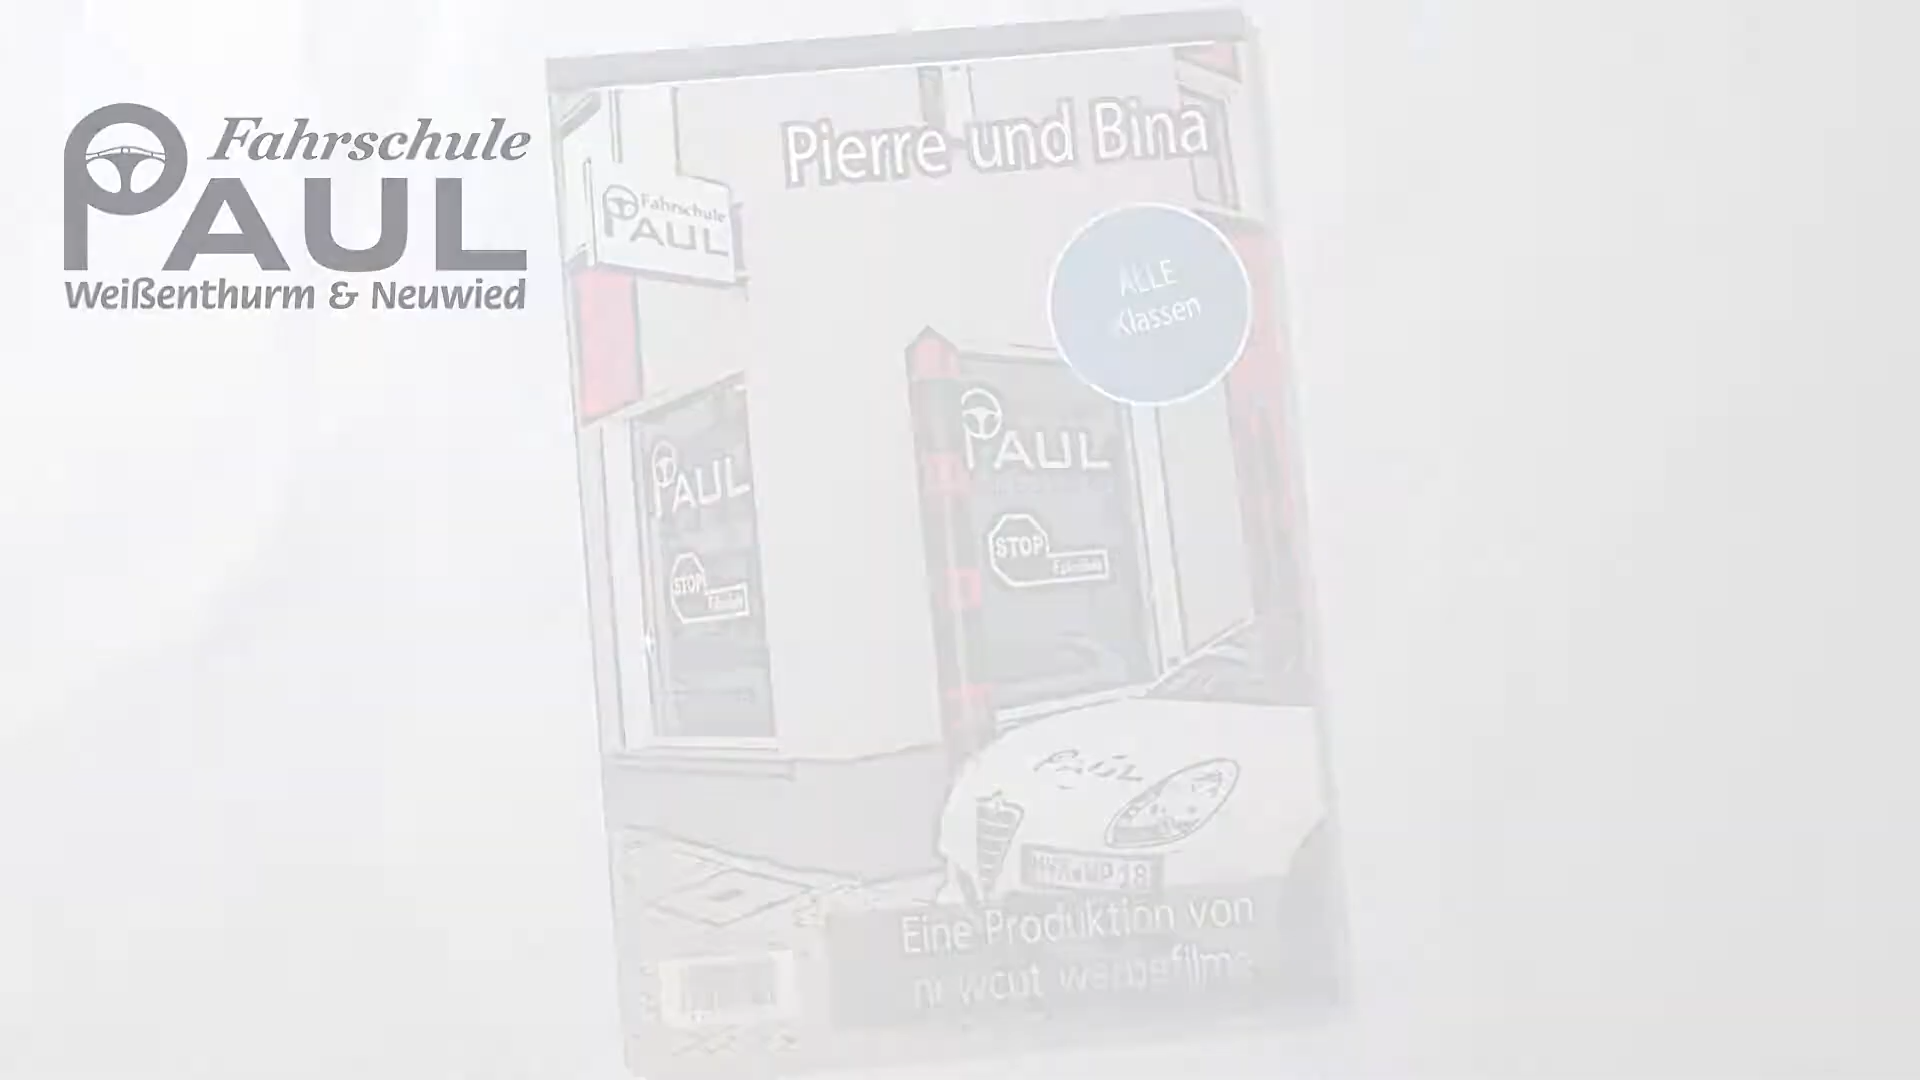 Fahrschule
PAUL
Weißenthurm & Neuwied
Pierre und Bina
Fahrschule
PAUL
ALLE
Klassen
PAUL
STOP
PAUL
STOP
PAUL
Eine Produktion von
werbefilme